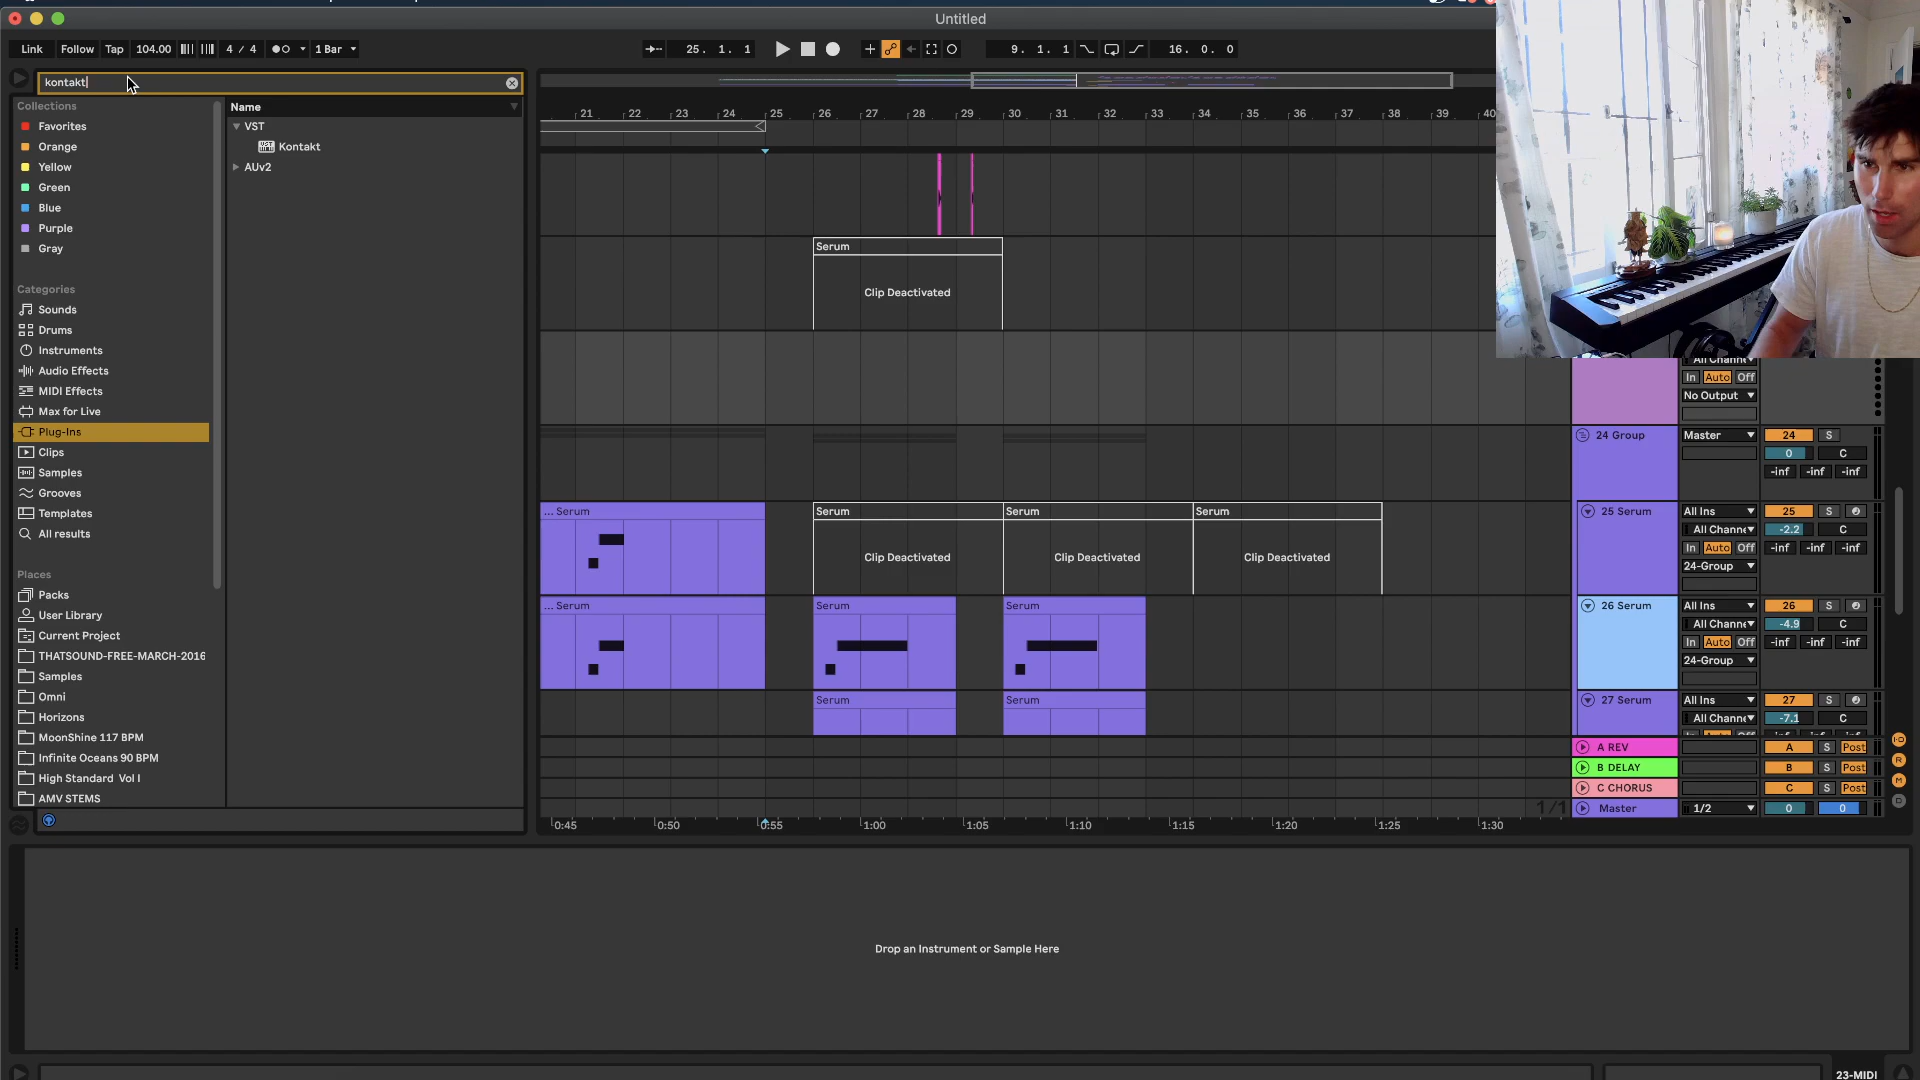 Untitled
Link Follow Tap 104.00 4 / 4 1 Bar 25. 1. 1 9. 1. 1 16. 0. 0
kontakt
Collections
Favorites
Orange
Yellow
Green
Blue
Purple
Gray
Categories
Sounds
Drums
Instruments
Audio Effects
MIDI Effects
Max for Live
Plug-Ins
Clips
Samples
Grooves
Templates
All results
Places
Packs
User Library
Current Project
THATSOUND-FREE-MARCH-2016
Samples
Omni
Horizons
MoonShine 117 BPM
Infinite Oceans 90 BPM
High Standard Vol I
AMV STEMS
Name
VST
Kontakt
AUv2
21 22 23 24 25 26 27 28 29 30 31 32 33 34 35 36 37 38 39 40
Serum
Clip Deactivated
In Auto Off
No Output
24 Group Master 24 S
0 C
-inf -inf -inf
... Serum Serum Serum Serum 25 Serum All Ins 25 S
All Channe -2.2 C
In Auto Off -inf -inf -inf
Clip Deactivated Clip Deactivated Clip Deactivated
24-Group
... Serum Serum Serum 26 Serum All Ins 26 S
All Channe -4.9 C
In Auto Off -inf -inf -inf
24-Group
Serum Serum 27 Serum All Ins 27 S
All Channe -7.1 C
A REV A S Post
B DELAY B S Post
C CHORUS C S Post
1/1 Master 1/2 0 0
0:45 0:50 0:55 1:00 1:05 1:10 1:15 1:20 1:25 1:30
Drop an Instrument or Sample Here
23-MIDI